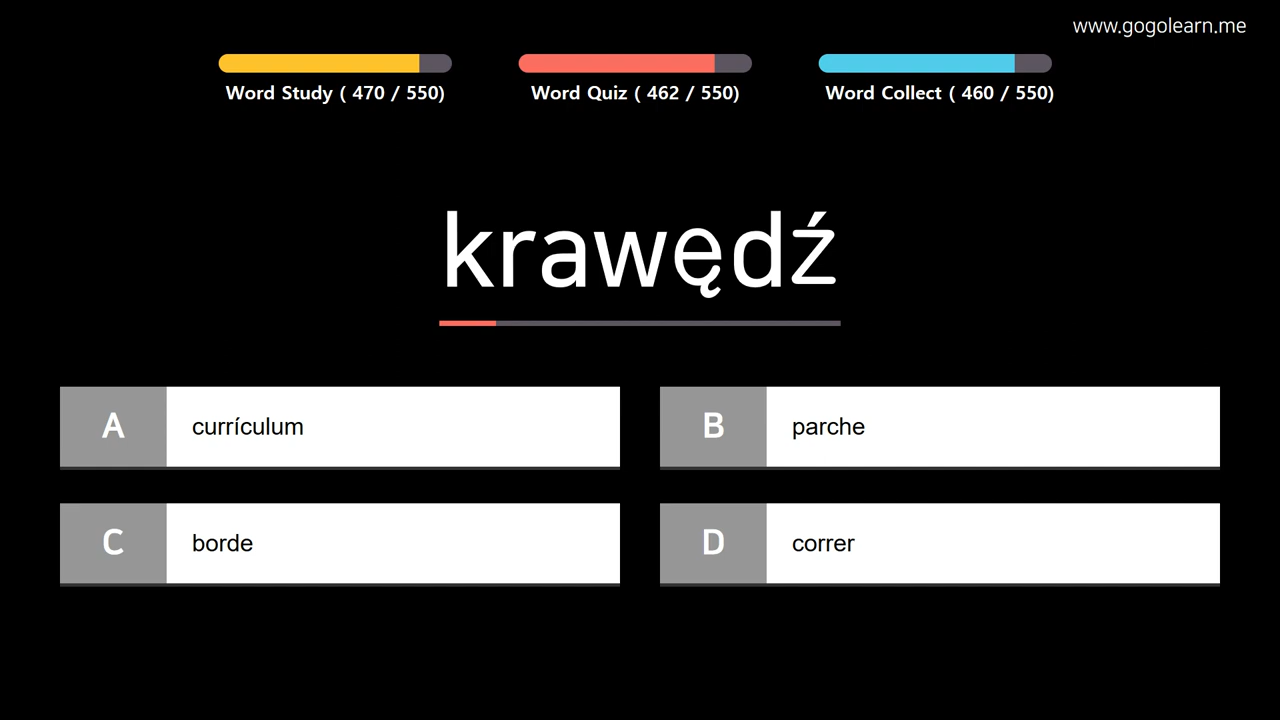 www.gogolearn.me
Word Study ( 470 / 550)
Word Quiz ( 462 / 550)
Word Collect ( 460 / 550)
krawędź
A
currículum
B
parche
C
borde
D
correr